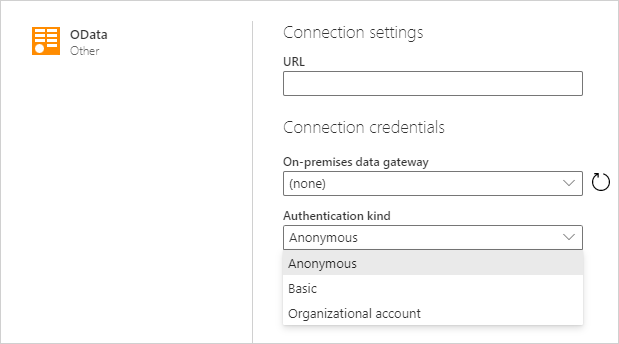 OData
Other
Connection settings
URL
Connection credentials
On-premises data gateway
(none)
Authentication kind
Anonymous
Anonymous
Basic
Organizational account